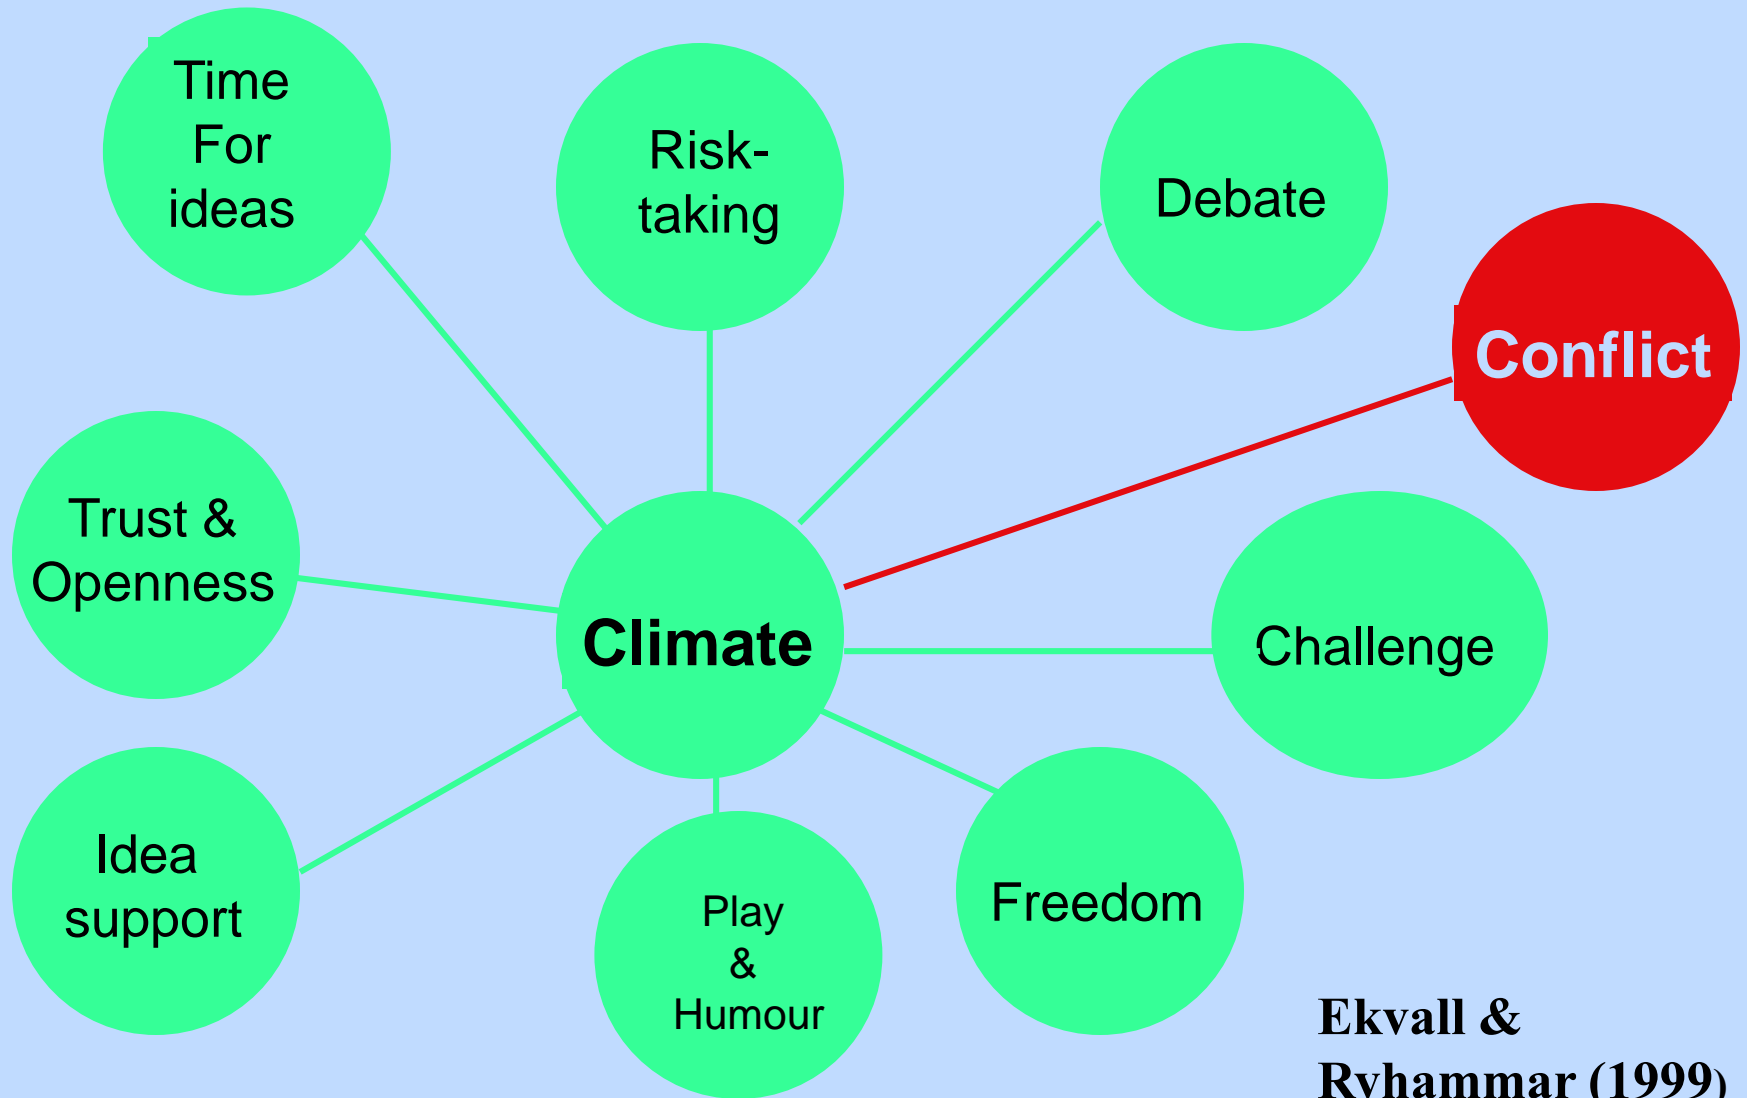 Time
For
ideas
Risk-
taking
Debate
Conflict
Trust &
Openness
Climate
Challenge
Idea
support
Play
&
Humour
Freedom
Ekvall &
Ryhammar (1999)